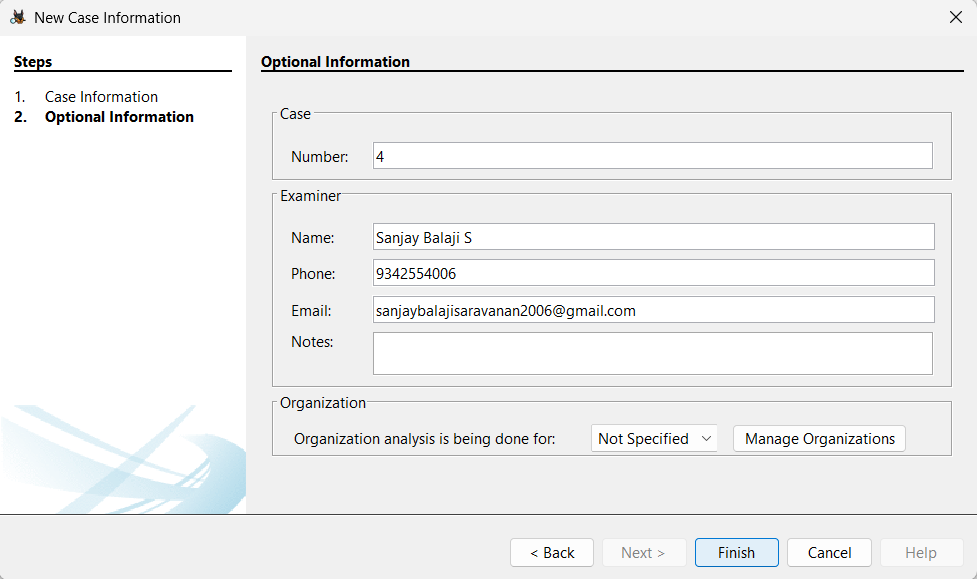 New Case Information
Steps
1. Case Information
2. Optional Information
Optional Information
Case
Number: 4
Examiner
Name: Sanjay Balaji S
Phone: 9342554006
Email: sanjaybalajisaravanan2006@gmail.com
Notes:
Organization
Organization analysis is being done for: Not Specified Manage Organizations
< Back Next > Finish Cancel Help